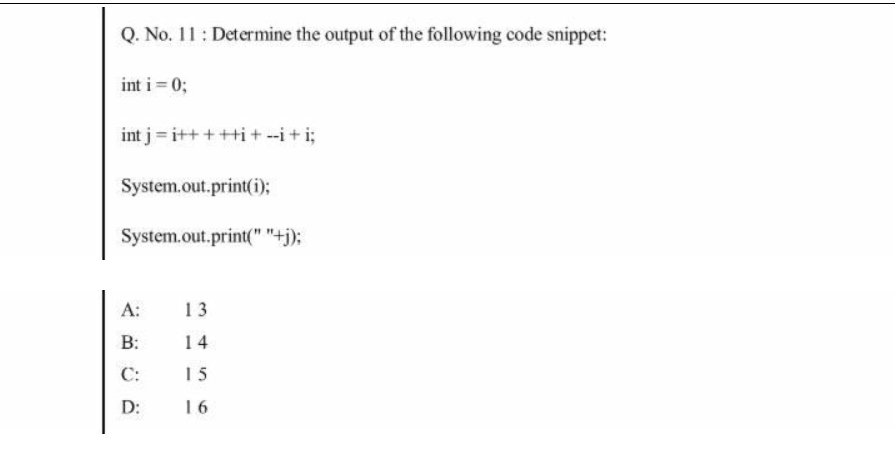 Q. No. 11 : Determine the output of the following code snippet:
int i = 0;
int j = i++ + ++i + --i + i;
System.out.print(i);
System.out.print(" "+j);
A: 1 3
B: 1 4
C: 1 5
D: 1 6